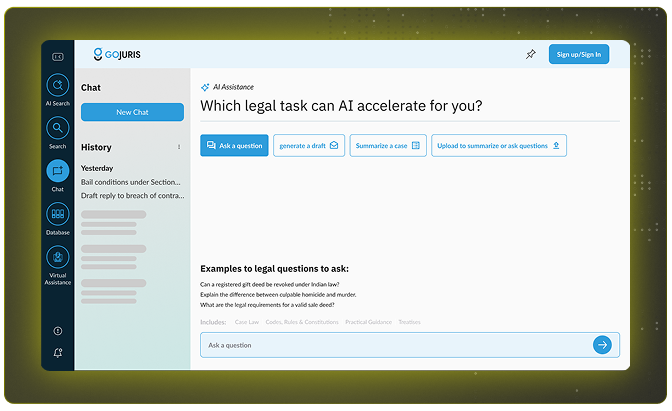 GOJURIS
Sign up/Sign In
AI Search
Search
Chat
Database
Virtual
Assistance
Chat
New Chat
History
Yesterday
Bail conditions under Section...
Draft reply to breach of contra...
AI Assistance
Which legal task can AI accelerate for you?
Ask a question
generate a draft
Summarize a case
Upload to summarize or ask questions
Examples to legal questions to ask:
Can a registered gift deed be revoked under Indian law?
Explain the difference between culpable homicide and murder.
What are the legal requirements for a valid sale deed?
Includes: Case Law Codes, Rules & Constitutions Practical Guidance Treatises
Ask a question